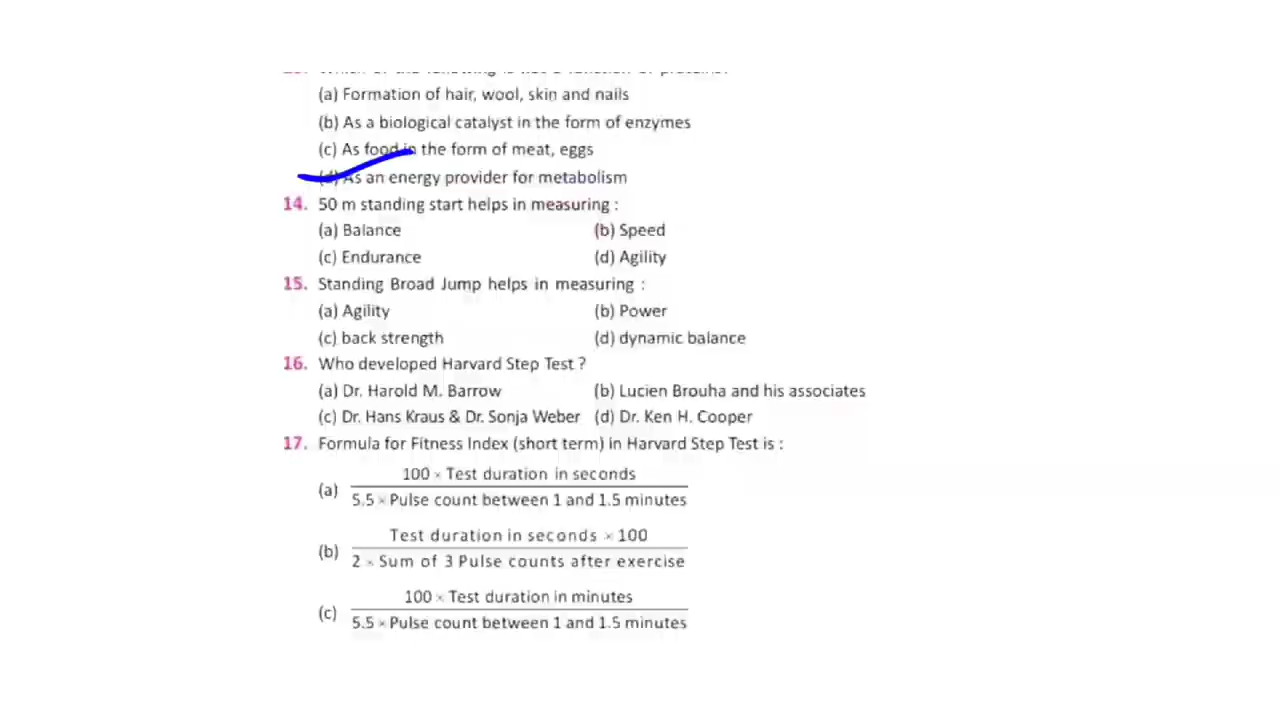 (a) Formation of hair, wool, skin and nails
(b) As a biological catalyst in the form of enzymes
(c) As food in the form of meat, eggs
(d) As an energy provider for metabolism
14. 50 m standing start helps in measuring :
(a) Balance (b) Speed
(c) Endurance (d) Agility
15. Standing Broad Jump helps in measuring :
(a) Agility (b) Power
(c) back strength (d) dynamic balance
16. Who developed Harvard Step Test ?
(a) Dr. Harold M. Barrow (b) Lucien Brouha and his associates
(c) Dr. Hans Kraus & Dr. Sonja Weber (d) Dr. Ken H. Cooper
17. Formula for Fitness Index (short term) in Harvard Step Test is :
(a) 100 × Test duration in seconds
5.5 × Pulse count between 1 and 1.5 minutes
(b) Test duration in seconds × 100
2 × Sum of 3 Pulse counts after exercise
(c) 100 × Test duration in minutes
5.5 × Pulse count between 1 and 1.5 minutes